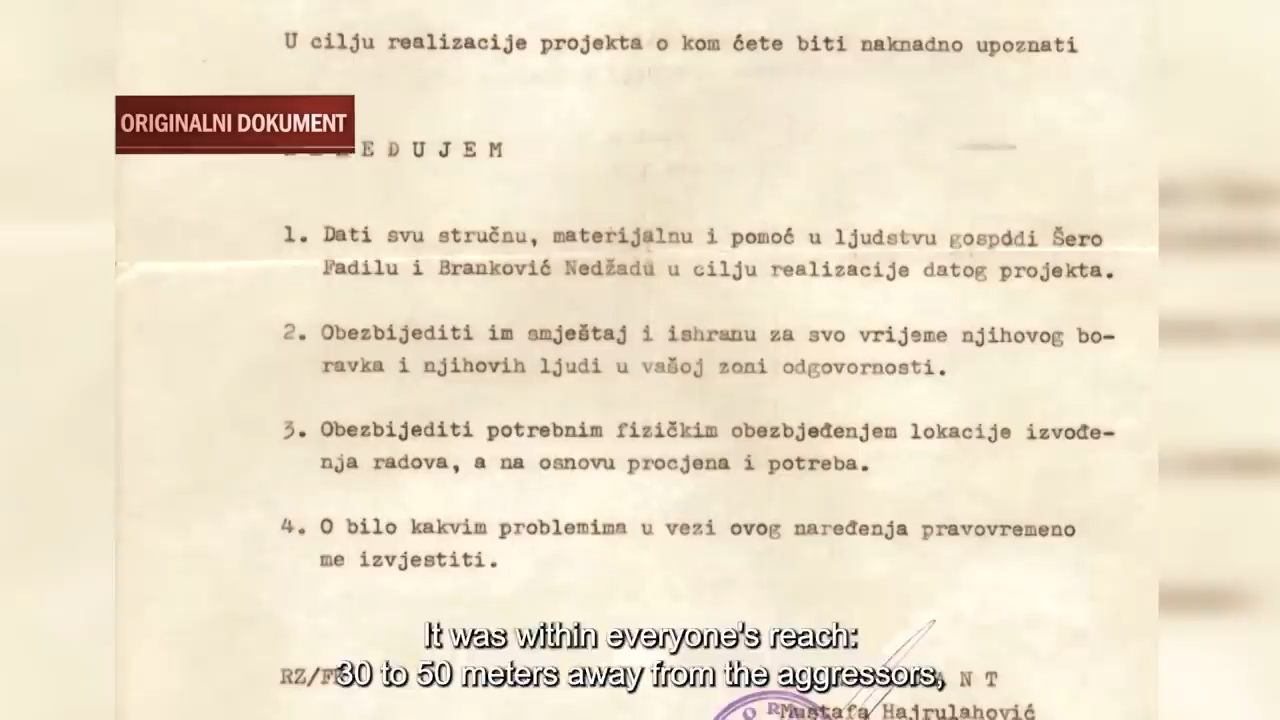 U cilju realizacije projekta o kom ćete biti naknadno upoznati
ORIGINALNI DOKUMENT
E D U J E M
1. Dati svu stručnu, materijalnu i pomoć u ljudstvu gospodi Šero
Fadilu i Branković Nedžadu u cilju realizacije datog projekta.
2. Obezbijediti im smještaj i ishranu za svo vrijeme njihovog bo-
ravka i njihovih ljudi u vašoj zoni odgovornosti.
3. Obezbijediti potrebnim fizičkim obezbjeđenjem lokacije izvođe-
nja radova, a na osnovu procjena i potreba.
4. O bilo kakvim problemima u vezi ovog naređenja pravovremeno
me izvjestiti.
It was within everyone's reach:
30 to 50 meters away from the aggressors,
RZ/
A N T
Mustafa Hajrulahović